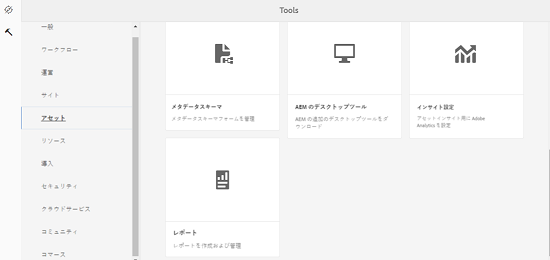 Tools
一般
ワークフロー
運営
サイト
アセット
リソース
導入
セキュリティ
クラウドサービス
コミュニティ
コマース
メタデータスキーマ
メタデータスキーマフォームを管理
AEM のデスクトップツール
AEM の追加のデスクトップツールをダ
ウンロード
インサイト設定
アセットインサイト用に Adobe
Analytics を設定
レポート
レポートを作成および管理